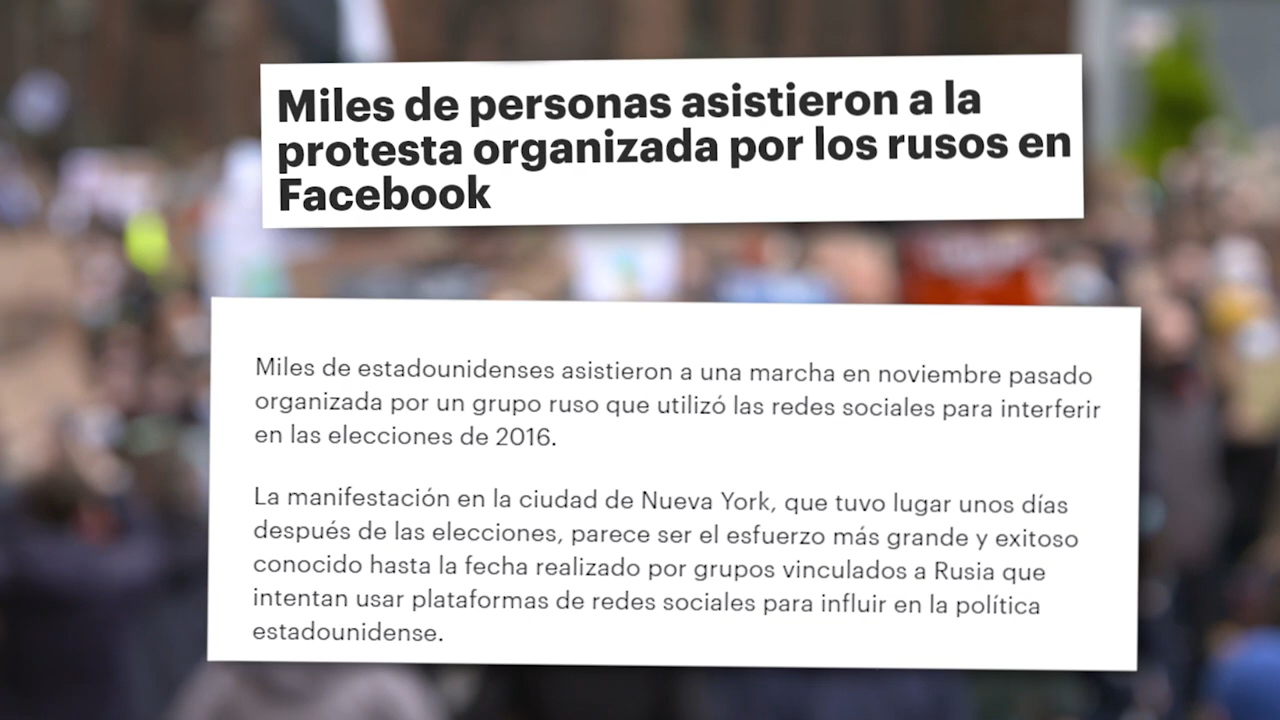 Miles de personas asistieron a la
protesta organizada por los rusos en
Facebook
Miles de estadounidenses asistieron a una marcha en noviembre pasado
organizada por un grupo ruso que utilizó las redes sociales para interferir
en las elecciones de 2016.
La manifestación en la ciudad de Nueva York, que tuvo lugar unos días
después de las elecciones, parece ser el esfuerzo más grande y exitoso
conocido hasta la fecha realizado por grupos vinculados a Rusia que
intentan usar plataformas de redes sociales para influir en la política
estadounidense.